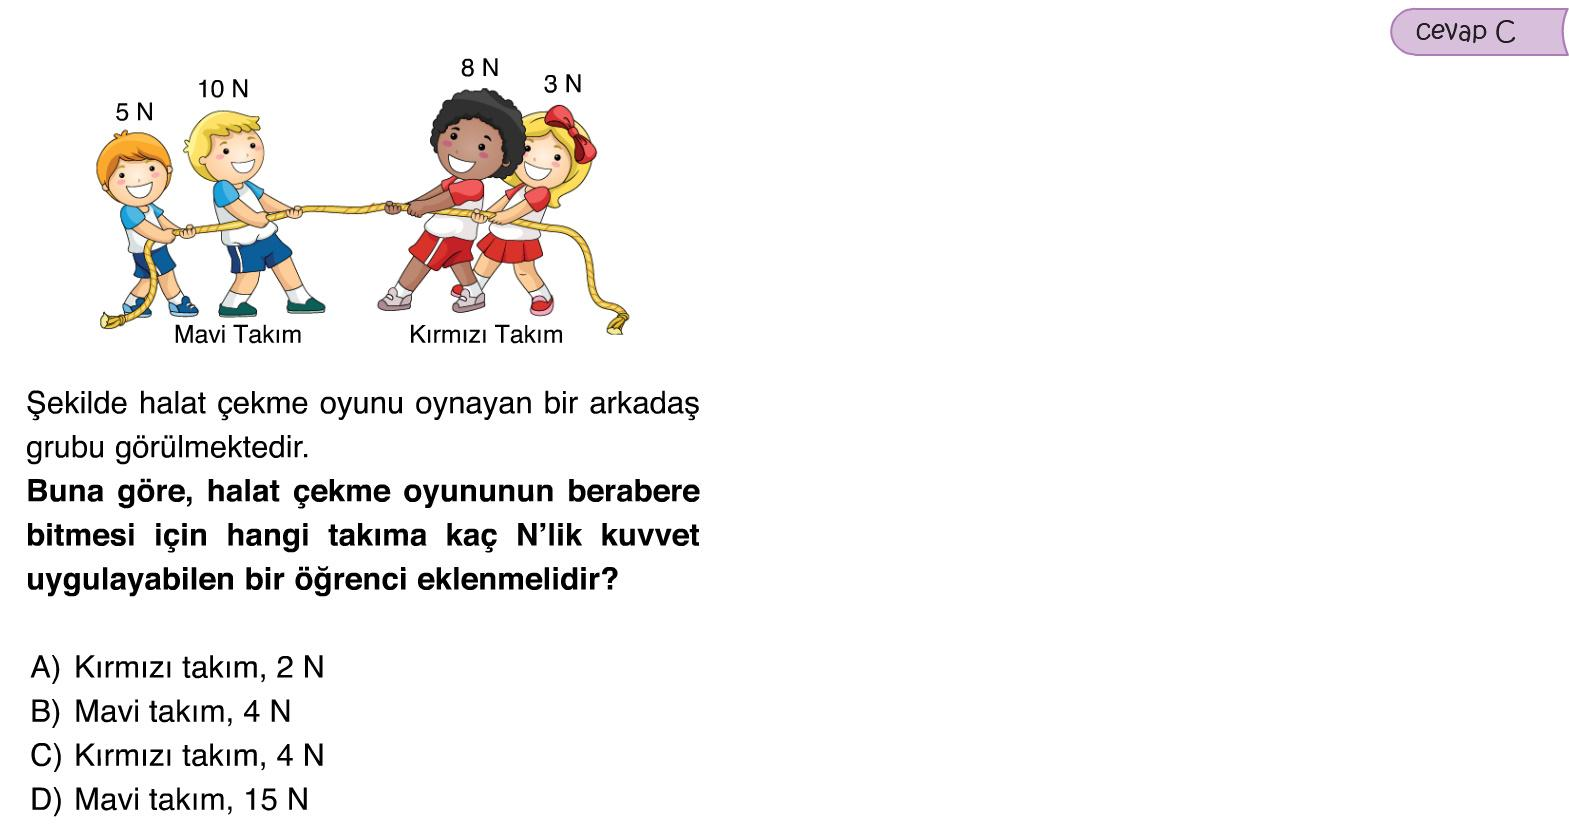 cevap C
5 N
10 N
8 N
3 N
Mavi Takım
Kırmızı Takım
Şekilde halat çekme oyunu oynayan bir arkadaş
grubu görülmektedir.
Buna göre, halat çekme oyununun berabere
bitmesi için hangi takıma kaç N’lik kuvvet
uygulayabilen bir öğrenci eklenmelidir?
A) Kırmızı takım, 2 N
B) Mavi takım, 4 N
C) Kırmızı takım, 4 N
D) Mavi takım, 15 N